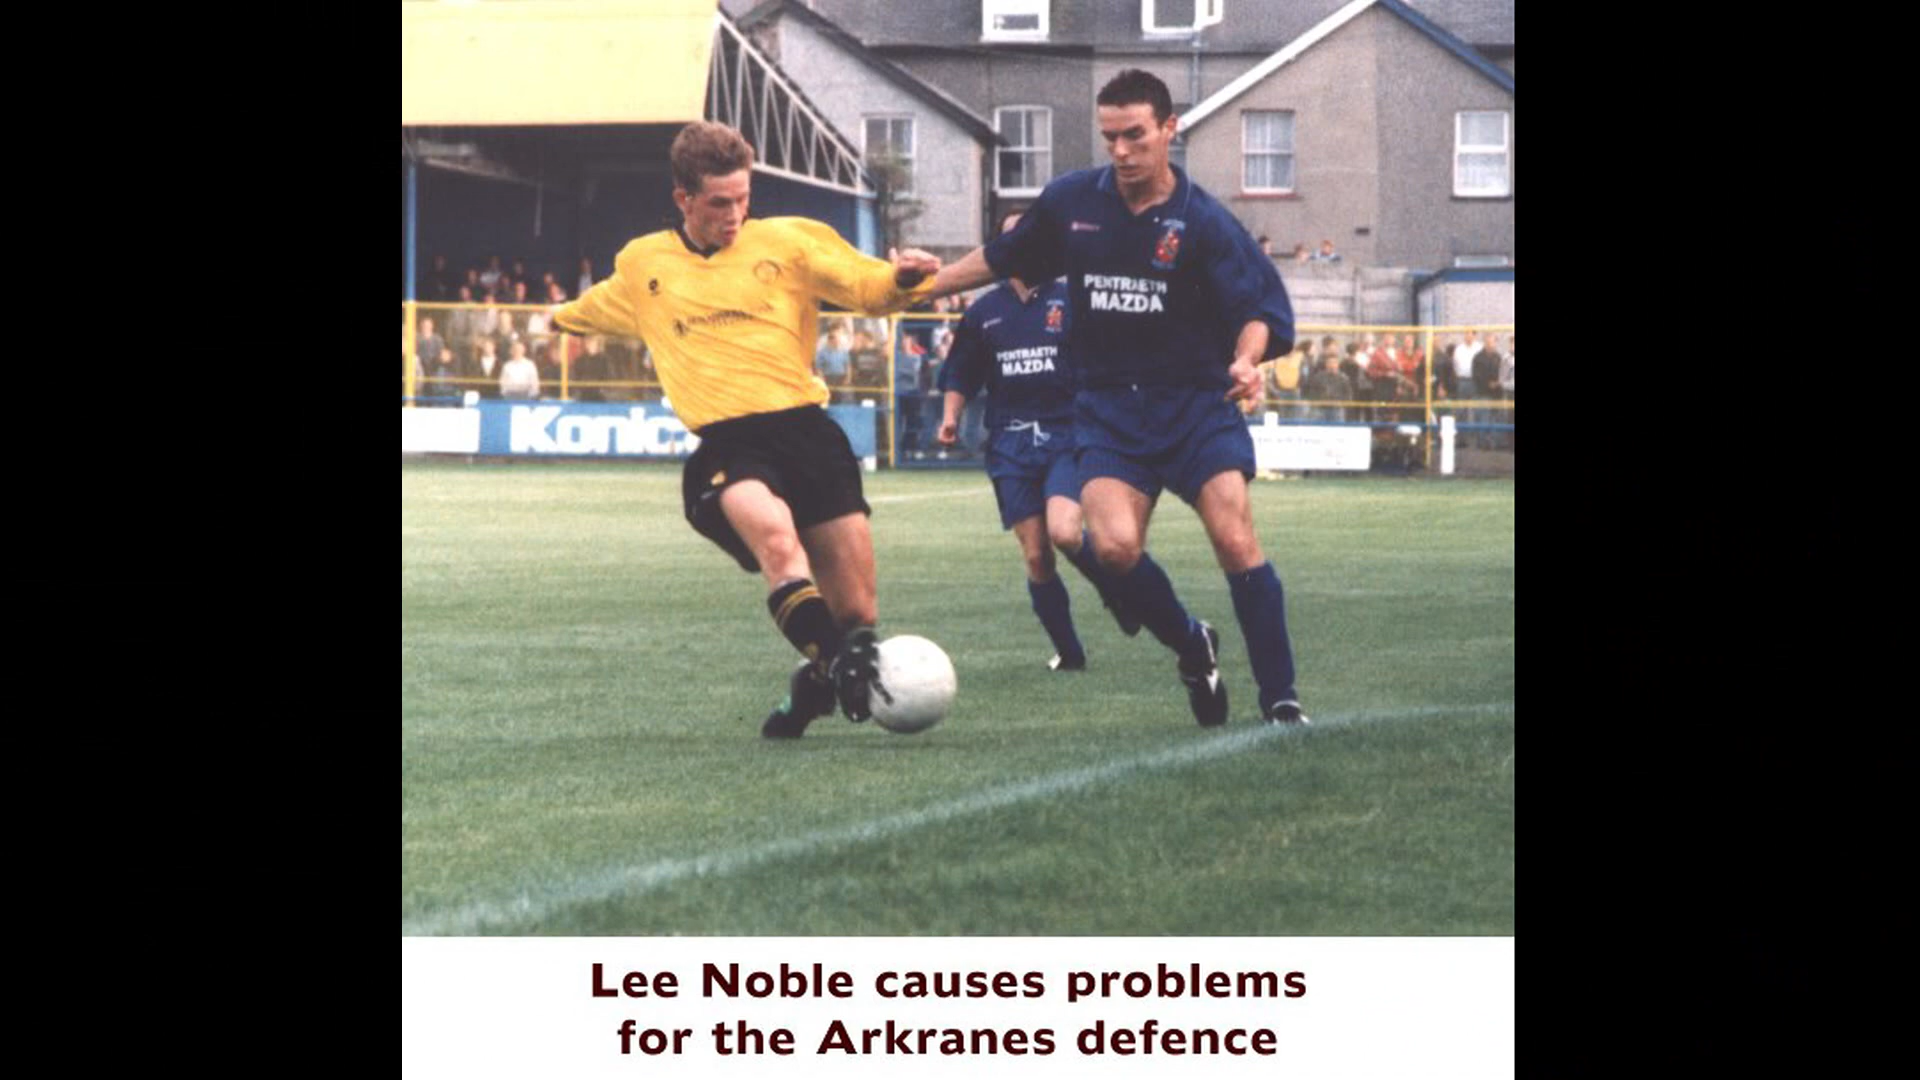 PENTRAETH
MAZDA
PENTRAETH
MAZDA
Lee Noble causes problems
for the Arkranes defence